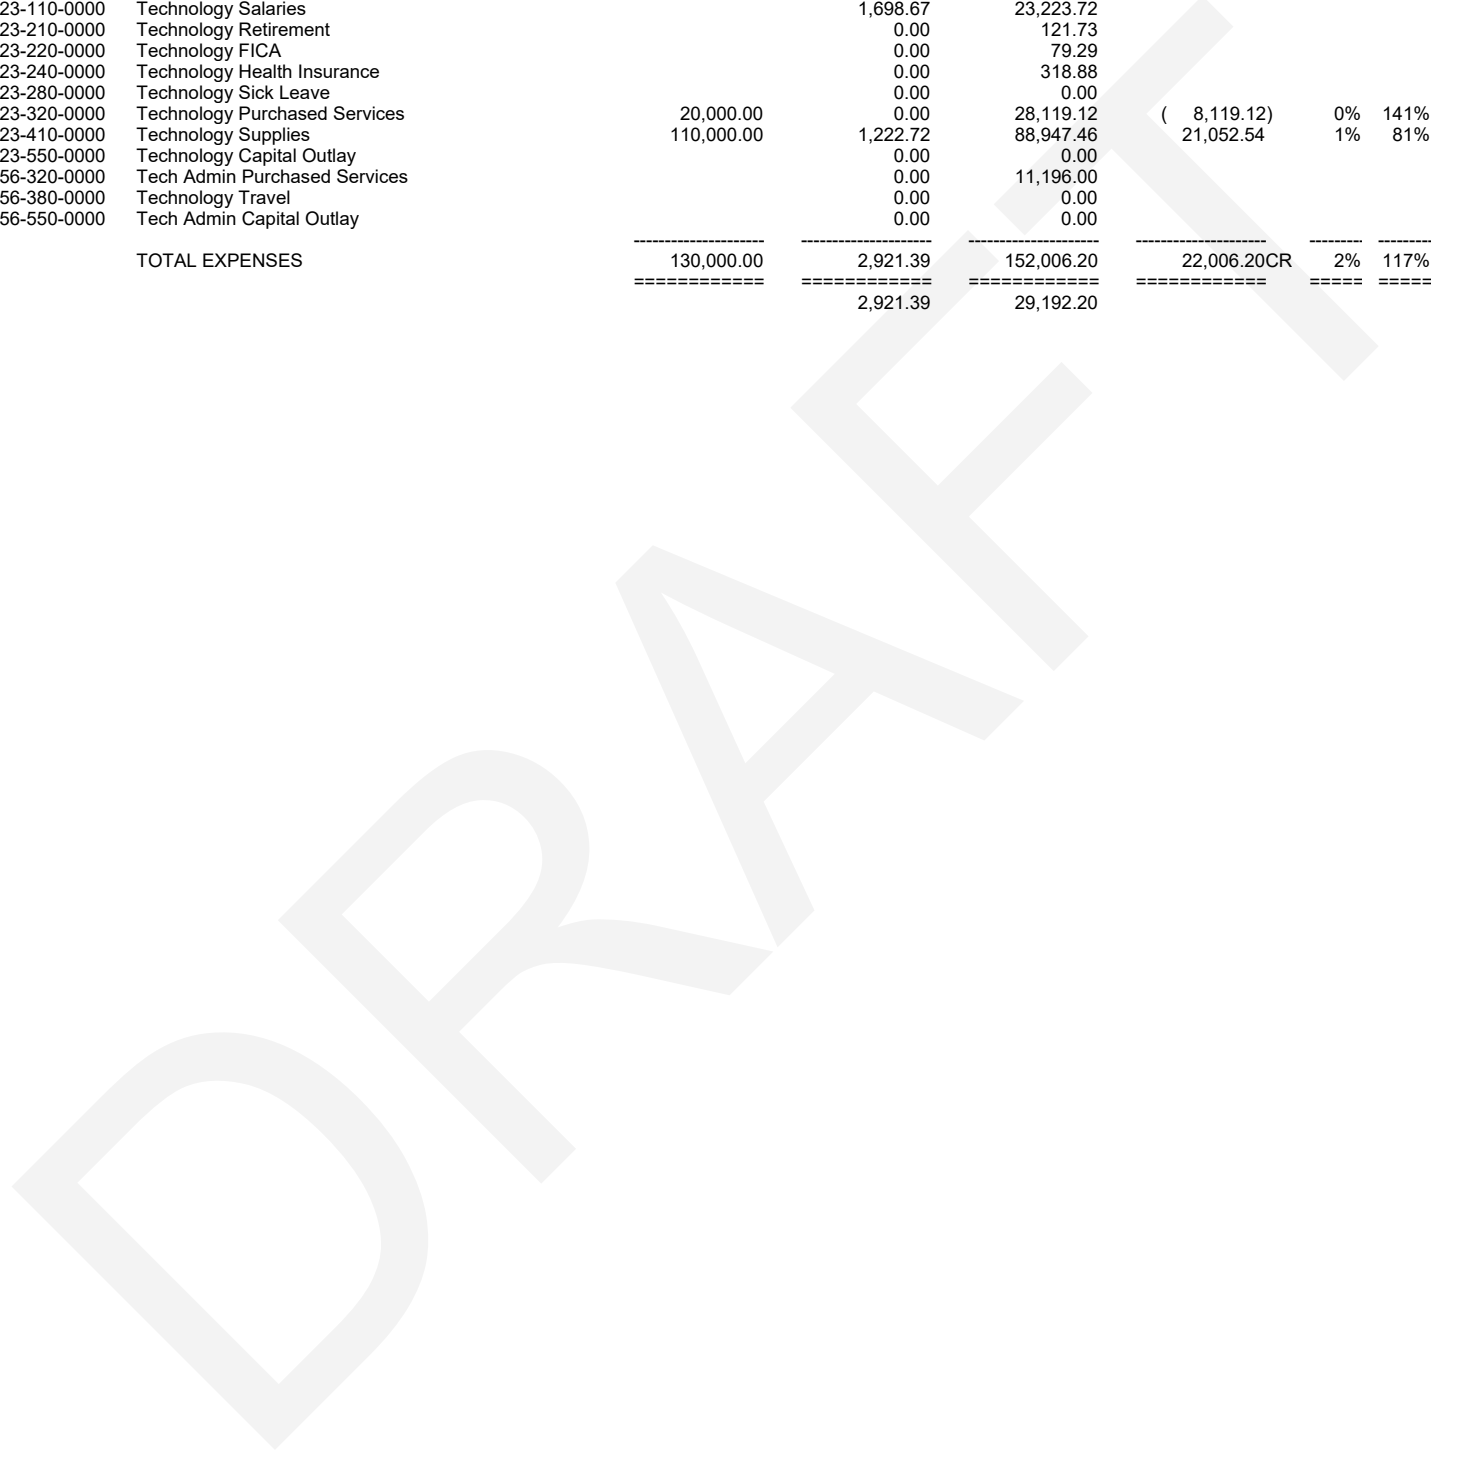 23-110-0000 Technology Salaries 1,698.67 23,223.72
23-210-0000 Technology Retirement 0.00 121.73
23-220-0000 Technology FICA 0.00 79.29
23-240-0000 Technology Health Insurance 0.00 318.88
23-280-0000 Technology Sick Leave 0.00 0.00
23-320-0000 Technology Purchased Services 20,000.00 0.00 28,119.12 ( 8,119.12) 0% 141%
23-410-0000 Technology Supplies 110,000.00 1,222.72 88,947.46 21,052.54 1% 81%
23-550-0000 Technology Capital Outlay 0.00 0.00
56-320-0000 Tech Admin Purchased Services 0.00 11,196.00
56-380-0000 Technology Travel 0.00 0.00
56-550-0000 Tech Admin Capital Outlay 0.00 0.00
--------------------- --------------------- --------------------- --------------------- -------- --------
TOTAL EXPENSES 130,000.00 2,921.39 152,006.20 22,006.20CR 2% 117%
============ ============ ============ ============ ===== =====
2,921.39 29,192.20
DRAFT